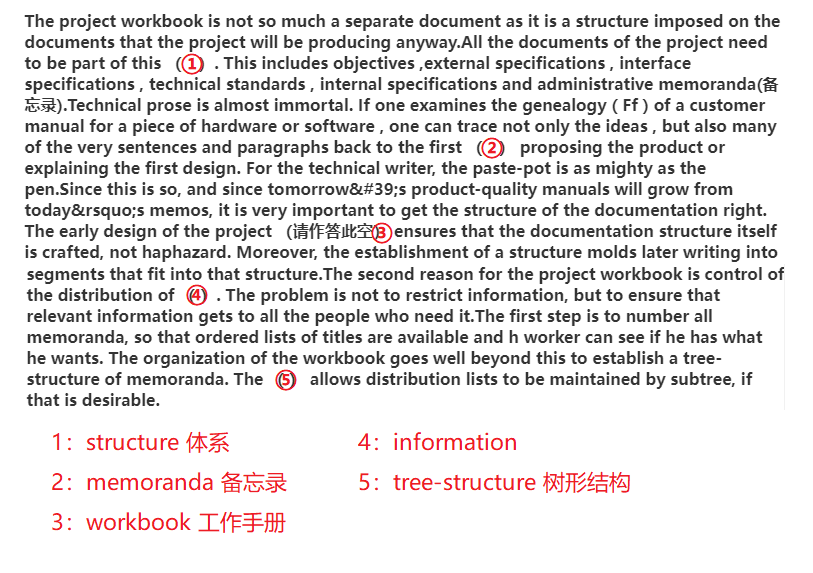 The project workbook is not so much a separate document as it is a structure imposed on the
documents that the project will be producing anyway.All the documents of the project need
to be part of this （①）. This includes objectives ,external specifications , interface
specifications , technical standards , internal specifications and administrative memoranda(备
忘录).Technical prose is almost immortal. If one examines the genealogy ( Ff ) of a customer
manual for a piece of hardware or software , one can trace not only the ideas , but also many
of the very sentences and paragraphs back to the first （②） proposing the product or
explaining the first design. For the technical writer, the paste-pot is as mighty as the
pen.Since this is so, and since tomorrow&#39;s product-quality manuals will grow from
today&rsquo;s memos, it is very important to get the structure of the documentation right.
The early design of the project （请作答此空）③ ensures that the documentation structure itself
is crafted, not haphazard. Moreover, the establishment of a structure molds later writing into
segments that fit into that structure.The second reason for the project workbook is control of
the distribution of （④）. The problem is not to restrict information, but to ensure that
relevant information gets to all the people who need it.The first step is to number all
memoranda, so that ordered lists of titles are available and h worker can see if he has what
he wants. The organization of the workbook goes well beyond this to establish a tree-
structure of memoranda. The （⑤） allows distribution lists to be maintained by subtree, if
that is desirable.
1：structure 体系
2：memoranda 备忘录
3：workbook 工作手册
4：information
5：tree-structure 树形结构